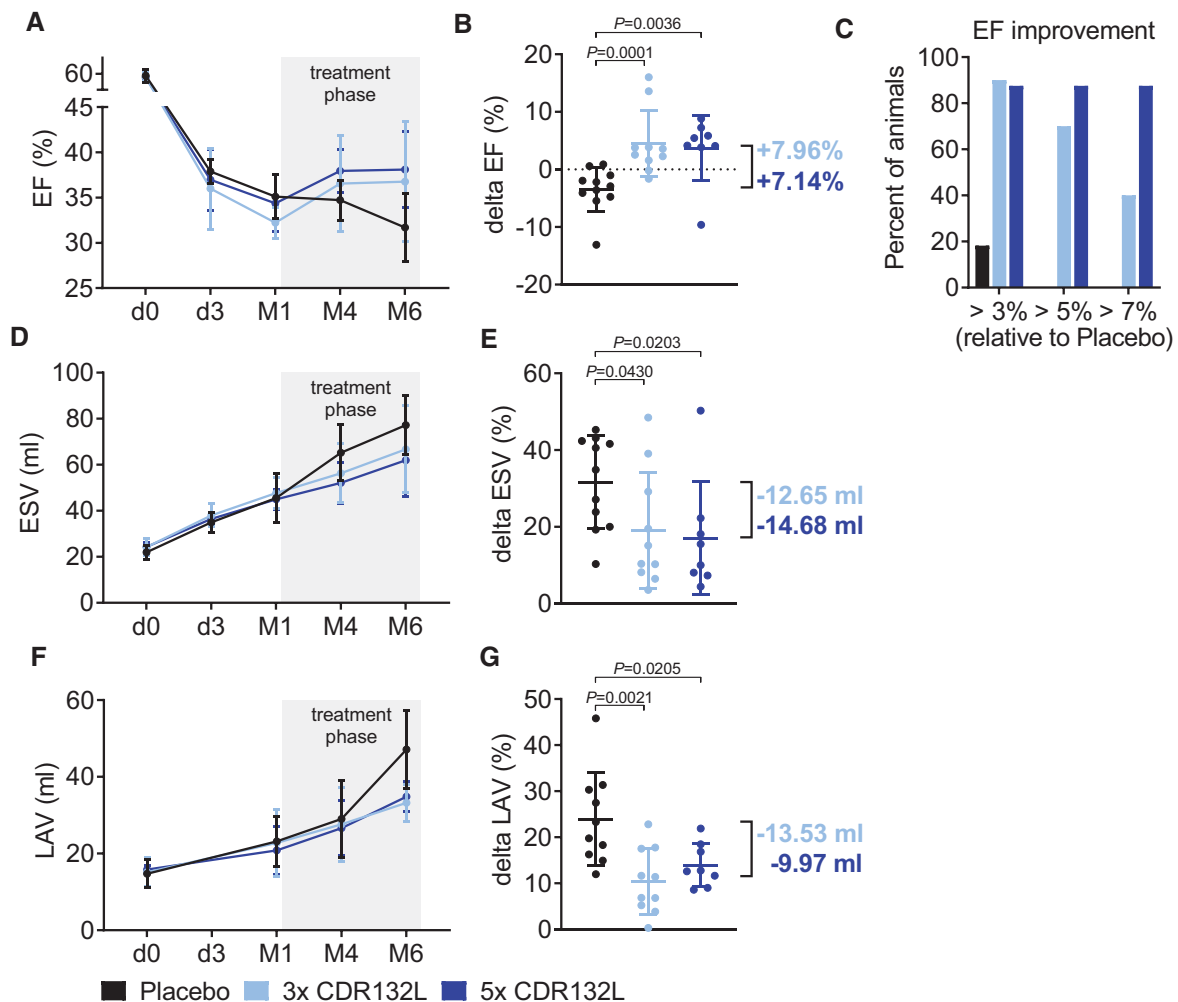 A
60
45
40
35
30
25
EF (%)
treatment
phase
d0 d3 M1 M4 M6
B
P=0.0036
P=0.0001
20
10
0
-10
-20
delta EF (%)
+7.96%
+7.14%
C
EF improvement
100
80
60
40
20
0
Percent of animals
> 3% > 5% > 7%
(relative to Placebo)
D
100
80
60
40
20
0
ESV (ml)
treatment
phase
d0 d3 M1 M4 M6
E
P=0.0203
P=0.0430
60
40
20
0
delta ESV (%)
-12.65 ml
-14.68 ml
F
60
40
20
0
LAV (ml)
treatment
phase
d0 d3 M1 M4 M6
G
P=0.0205
P=0.0021
50
40
30
20
10
0
delta LAV (%)
-13.53 ml
-9.97 ml
Placebo 3x CDR132L 5x CDR132L